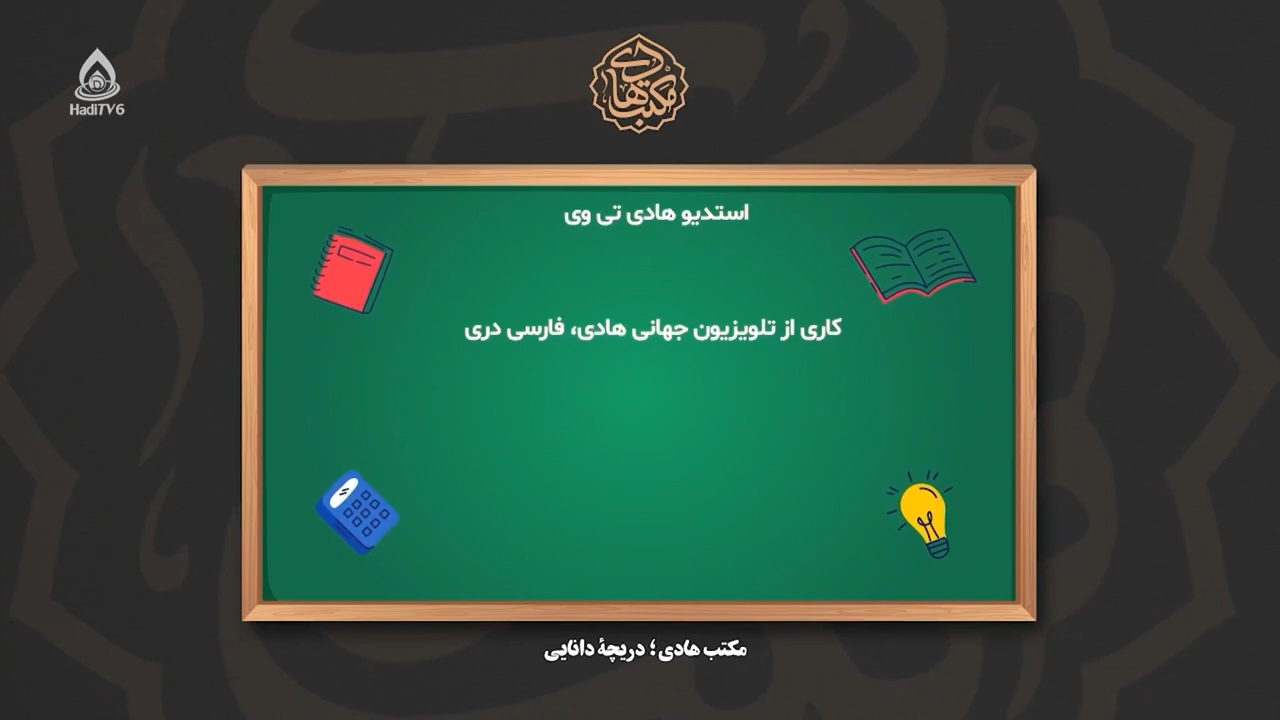 HadiTV6
مکتب هادی
استدیو هادی تی وی
کاری از تلویزیون جهانی هادی، فارسی دری
مکتب هادی؛ دریچهٔ دانایی